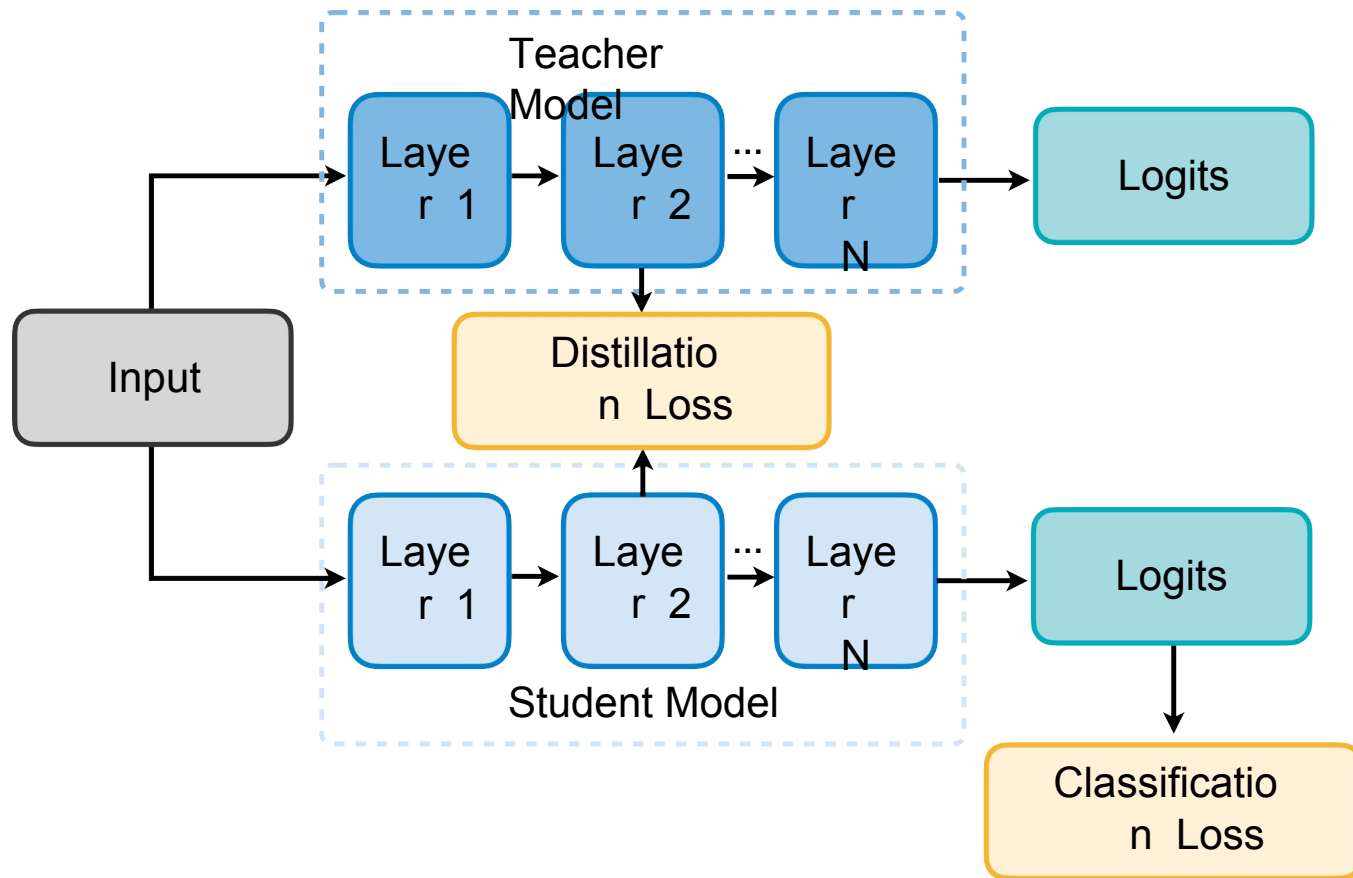 Teacher
Model
Laye
r 1
Laye
r 2
...
Laye
r
N
Logits
Input
Distillatio
n Loss
Laye
r 1
Laye
r 2
...
Laye
r
N
Logits
Student Model
Classificatio
n Loss